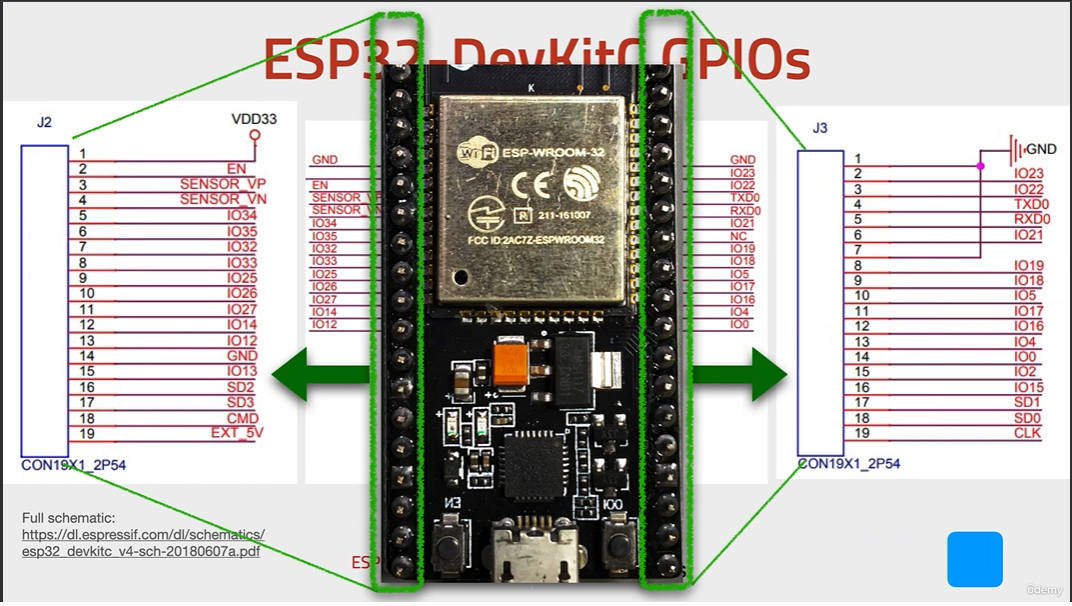 ESP32-DevKitC GPIOs
J2
VDD33
1
2 EN
3 SENSOR_VP
4 SENSOR_VN
5 IO34
6 IO35
7 IO32
8 IO33
9 IO25
10 IO26
11 IO27
12 IO14
13 IO12
14 GND
15 IO13
16 SD2
17 SD3
18 CMD
19 EXT_5V
CON19X1_2P54
GND
EN
SENSOR_VP
SENSOR_VN
IO34
IO35
IO32
IO33
IO25
IO26
IO27
IO14
IO12
K
WiFi ESP-WROOM-32
CE
R 211-161007
FCC ID:2AC7Z-ESPWROOM32
EN
GND
IO23
IO22
TXD0
RXD0
IO21
NC
IO19
IO18
IO5
IO17
IO16
IO4
IO0
J3
GND
1
2 IO23
3 IO22
4 TXD0
5 RXD0
6 IO21
7
8 IO19
9 IO18
10 IO5
11 IO17
12 IO16
13 IO4
14 IO0
15 IO2
16 IO15
17 SD1
18 SD0
19 CLK
CON19X1_2P54
Full schematic:
https://dl.espressif.com/dl/schematics/
esp32_devkitc_v4-sch-20180607a.pdf
ESP
ûdemy